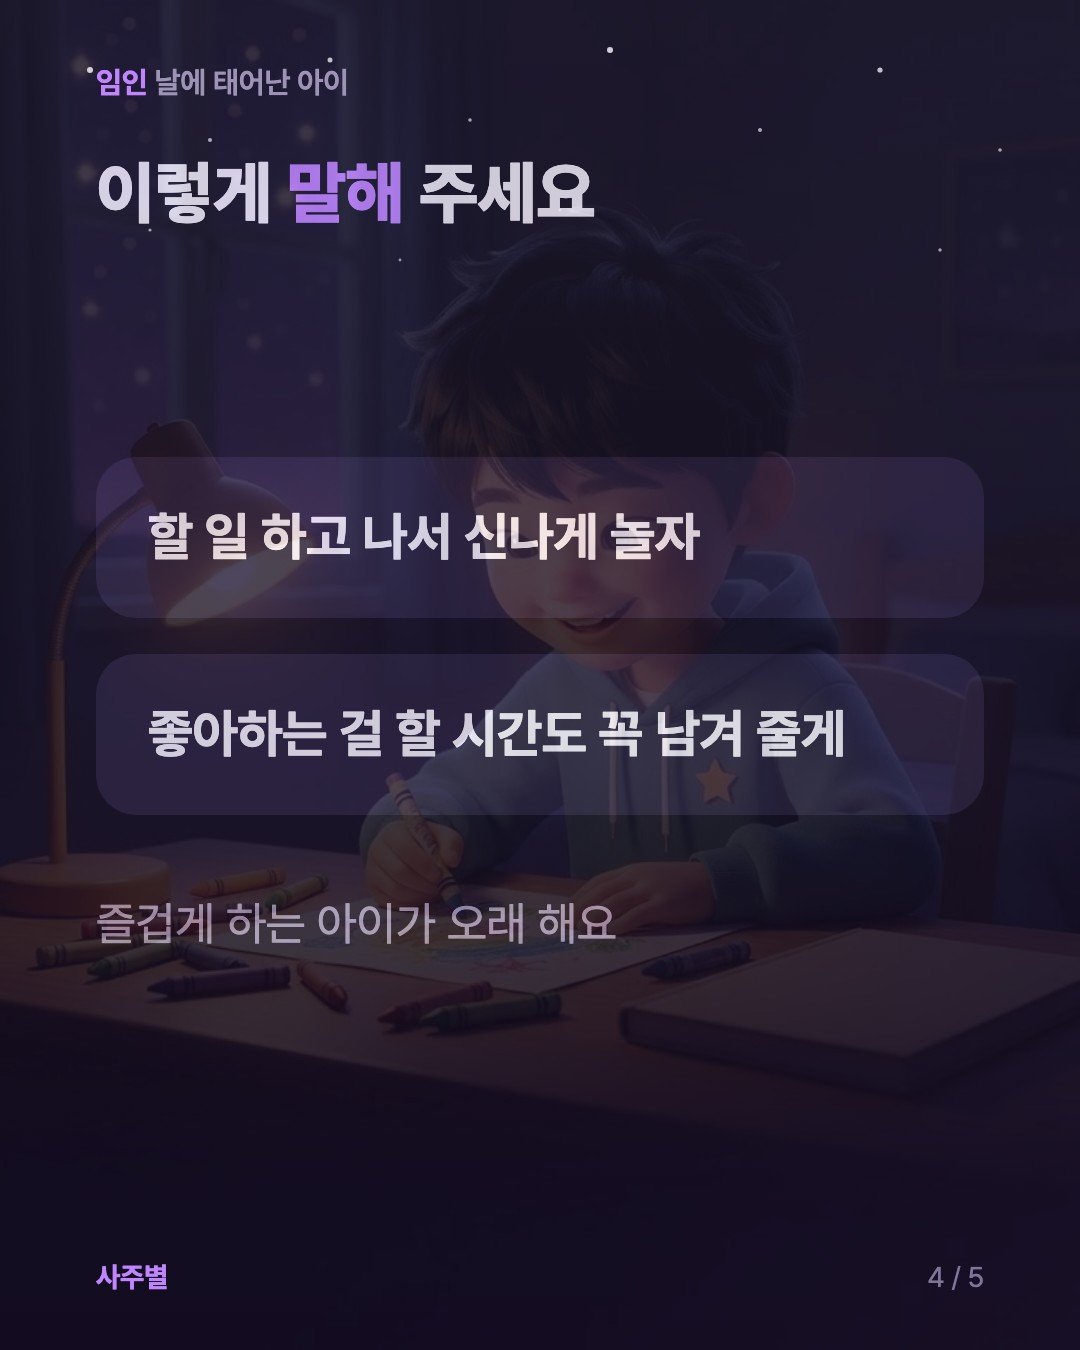 임인 날에 태어난 아이
이렇게 말해 주세요
할 일 하고 나서 신나게 놀자
좋아하는 걸 할 시간도 꼭 남겨 줄게
즐겁게 하는 아이가 오래 해요
사주별
4 / 5